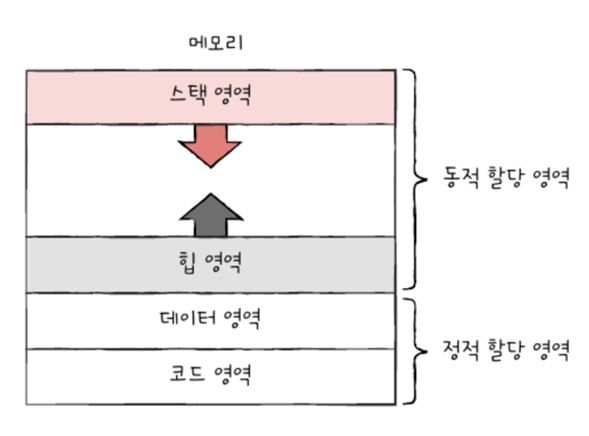 메모리
스택 영역
동적 할당 영역
힙 영역
데이터 영역
정적 할당 영역
코드 영역